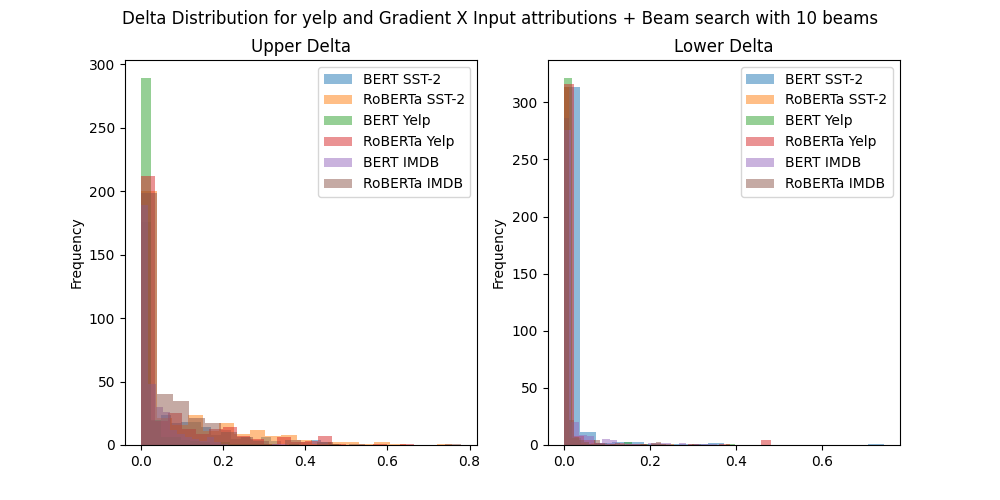 Delta Distribution for yelp and Gradient X Input attributions + Beam search with 10 beams
Upper Delta
Frequency
300
250
200
150
100
50
0
0.0 0.2 0.4 0.6 0.8
BERT SST-2
RoBERTa SST-2
BERT Yelp
RoBERTa Yelp
BERT IMDB
RoBERTa IMDB
Lower Delta
Frequency
300
250
200
150
100
50
0
0.0 0.2 0.4 0.6
BERT SST-2
RoBERTa SST-2
BERT Yelp
RoBERTa Yelp
BERT IMDB
RoBERTa IMDB